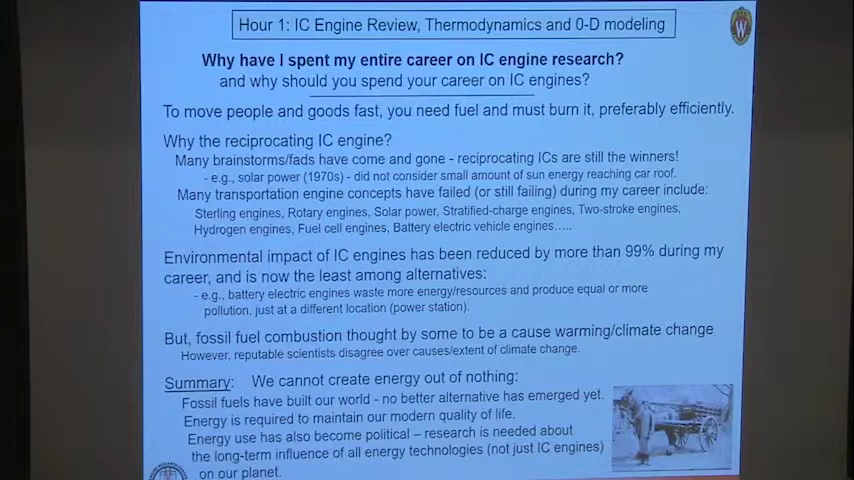 Hour 1: IC Engine Review, Thermodynamics and 0-D modeling
W
Why have I spent my entire career on IC engine research?
and why should you spend your career on IC engines?
To move people and goods fast, you need fuel and must burn it, preferably efficiently.
Why the reciprocating IC engine?
Many brainstorms/fads have come and gone - reciprocating ICs are still the winners!
- e.g., solar power (1970s) - did not consider small amount of sun energy reaching car roof.
Many transportation engine concepts have failed (or still failing) during my career include:
Sterling engines, Rotary engines, Solar power, Stratified-charge engines, Two-stroke engines,
Hydrogen engines, Fuel cell engines, Battery electric vehicle engines…..
Environmental impact of IC engines has been reduced by more than 99% during my
career, and is now the least among alternatives:
- e.g., battery electric engines waste more energy/resources and produce equal or more
pollution, just at a different location (power station).
But, fossil fuel combustion thought by some to be a cause warming/climate change
However, reputable scientists disagree over causes/extent of climate change.
Summary: We cannot create energy out of nothing:
Fossil fuels have built our world - no better alternative has emerged yet.
Energy is required to maintain our modern quality of life.
Energy use has also become political – research is needed about
the long-term influence of all energy technologies (not just IC engines)
on our planet.